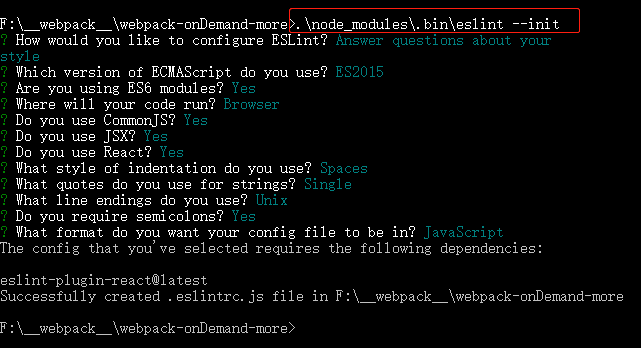 F:\__webpack__\webpack-onDemand-more>.\node_modules\.bin\eslint --init
? How would you like to configure ESLint? Answer questions about your
style
? Which version of ECMAScript do you use? ES2015
? Are you using ES6 modules? Yes
? Where will your code run? Browser
? Do you use CommonJS? Yes
? Do you use JSX? Yes
? Do you use React? Yes
? What style of indentation do you use? Spaces
? What quotes do you use for strings? Single
? What line endings do you use? Unix
? Do you require semicolons? Yes
? What format do you want your config file to be in? JavaScript
The config that you've selected requires the following dependencies:
eslint-plugin-react@latest
Successfully created .eslintrc.js file in F:\__webpack__\webpack-onDemand-more
F:\__webpack__\webpack-onDemand-more>